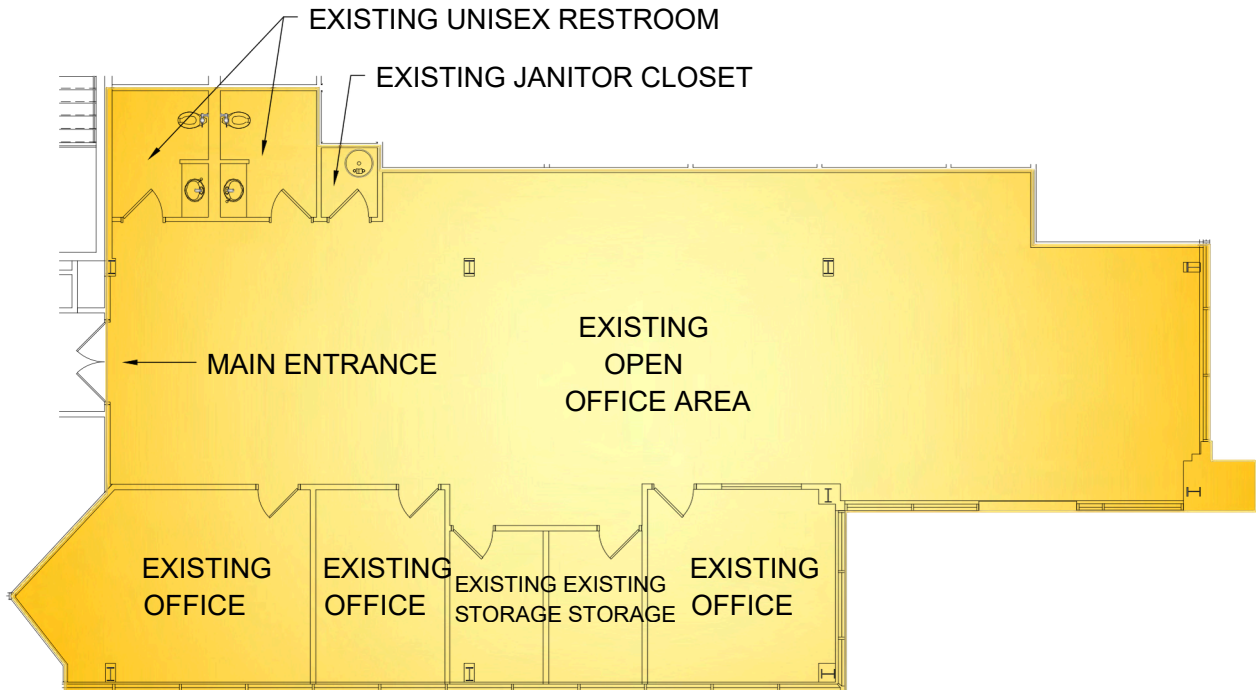 EXISTING UNISEX RESTROOM
EXISTING JANITOR CLOSET
MAIN ENTRANCE
EXISTING
OPEN
OFFICE AREA
EXISTING
OFFICE
EXISTING
OFFICE
EXISTING
STORAGE
EXISTING
STORAGE
EXISTING
OFFICE